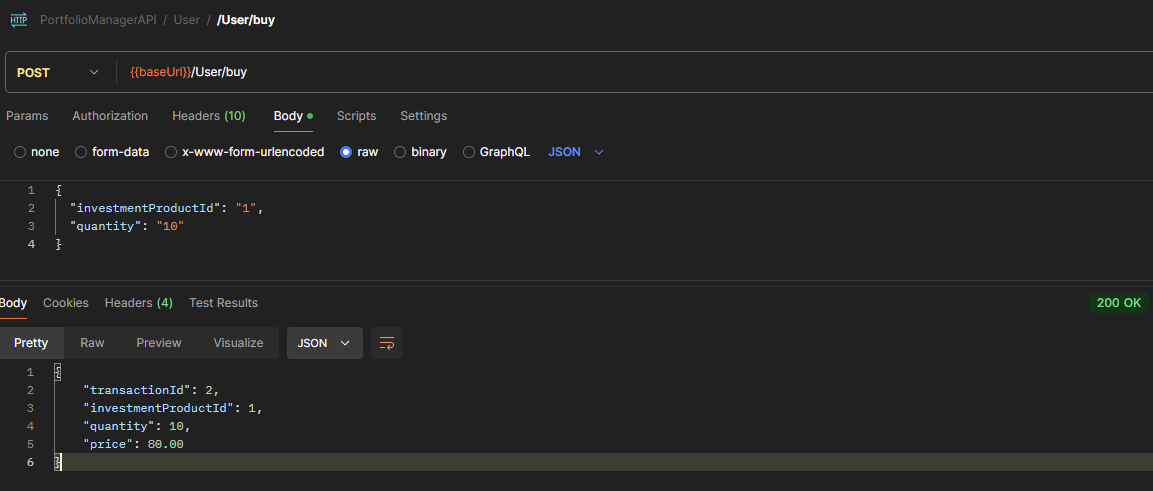 HTTP PortfolioManagerAPI / User / /User/buy
POST {{baseUrl}}/User/buy
Params Authorization Headers (10) Body Scripts Settings
none form-data x-www-form-urlencoded raw binary GraphQL JSON
1 {
2 "investmentProductId": "1",
3 "quantity": "10"
4 }
Body Cookies Headers (4) Test Results 200 OK
Pretty Raw Preview Visualize JSON
1 {
2 "transactionId": 2,
3 "investmentProductId": 1,
4 "quantity": 10,
5 "price": 80.00
6 }